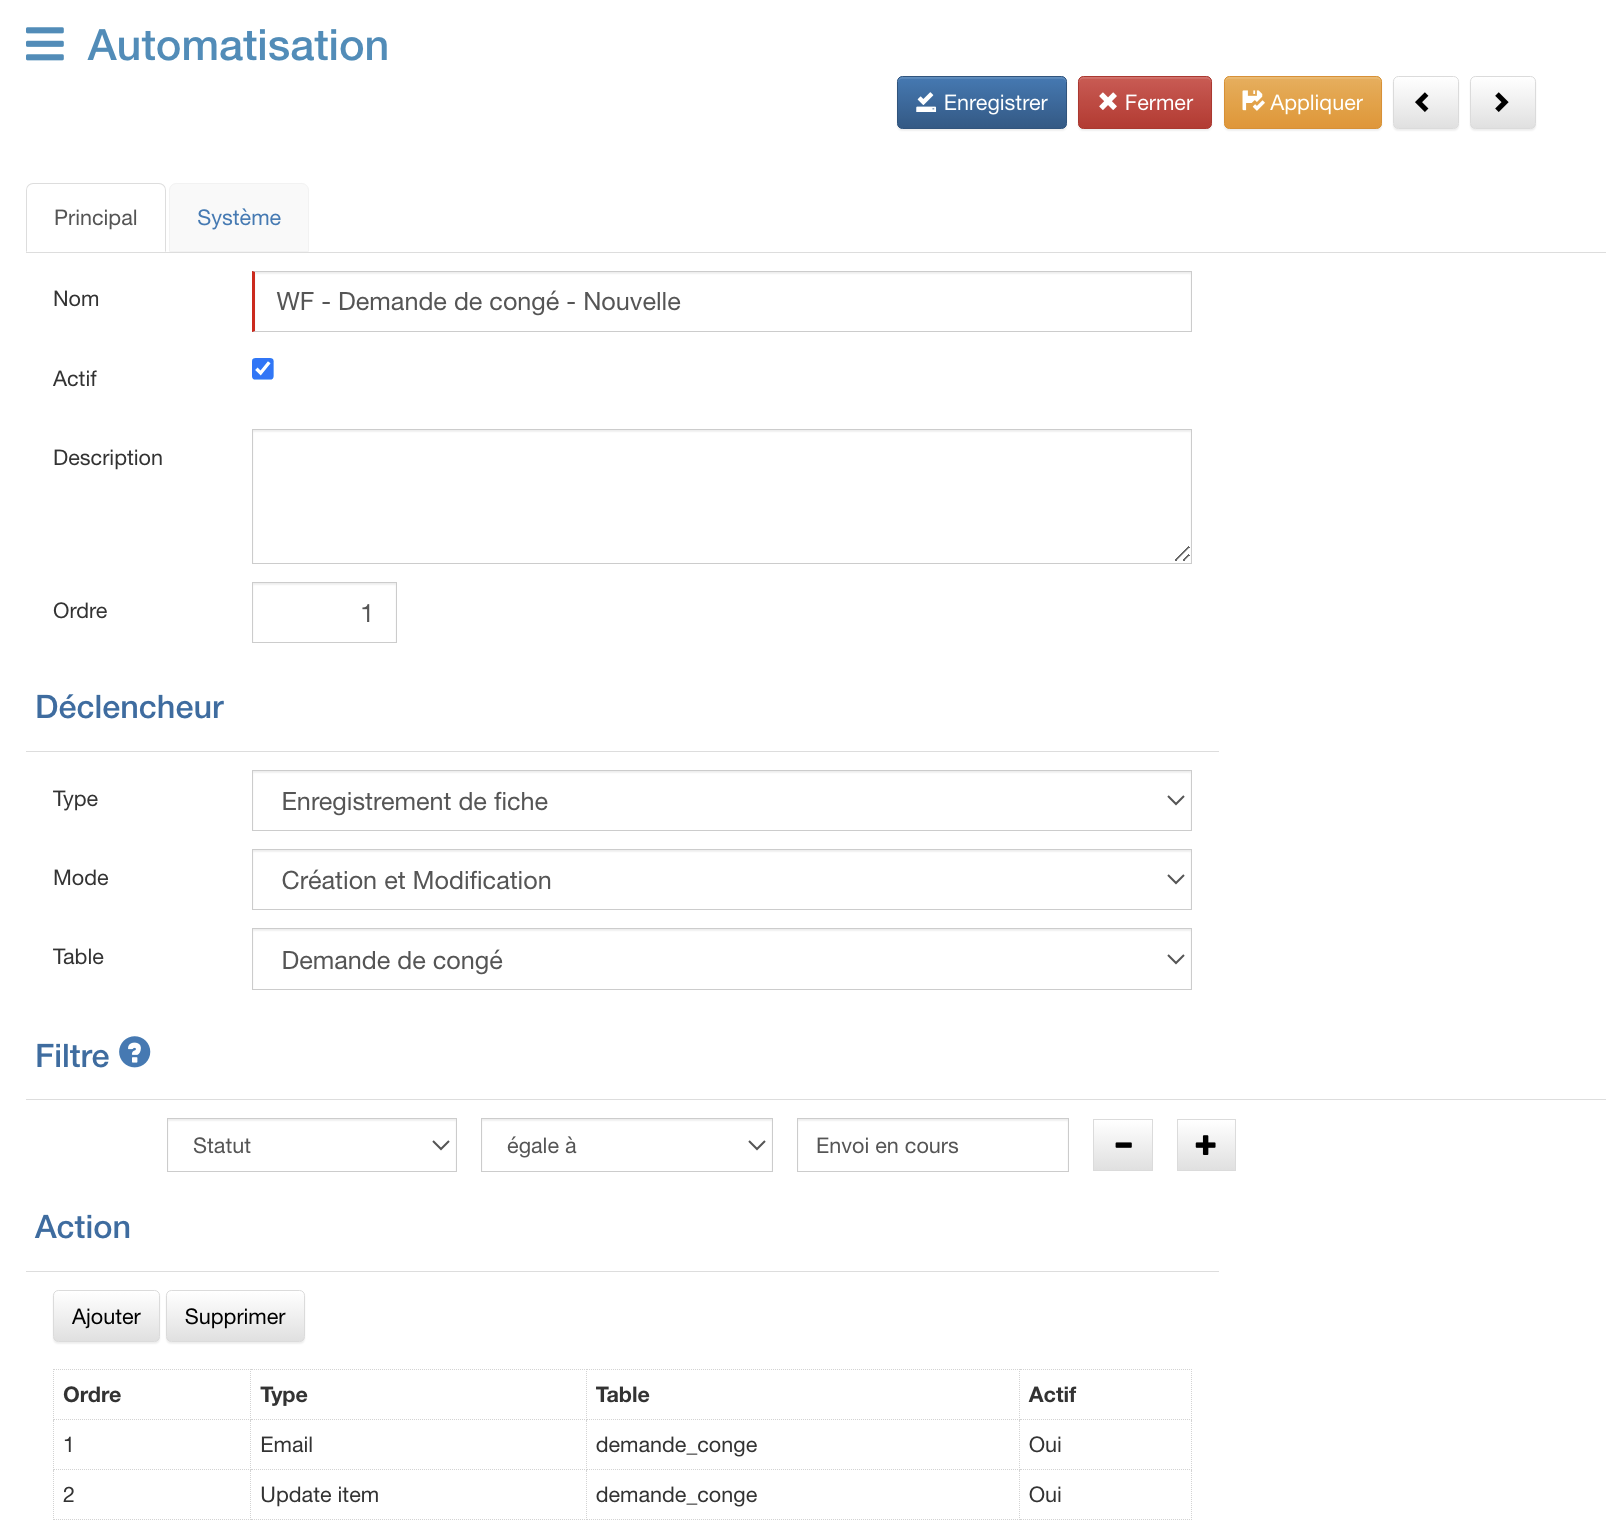 Automatisation
Enregistrer Fermer Appliquer
Principal Système
Nom WF - Demande de congé - Nouvelle
Actif
Description
Ordre 1
Déclencheur
Type Enregistrement de fiche
Mode Création et Modification
Table Demande de congé
Filtre ?
Statut égale à Envoi en cours - +
Action
Ajouter Supprimer
Ordre Type Table Actif
1 Email demande_conge Oui
2 Update item demande_conge Oui